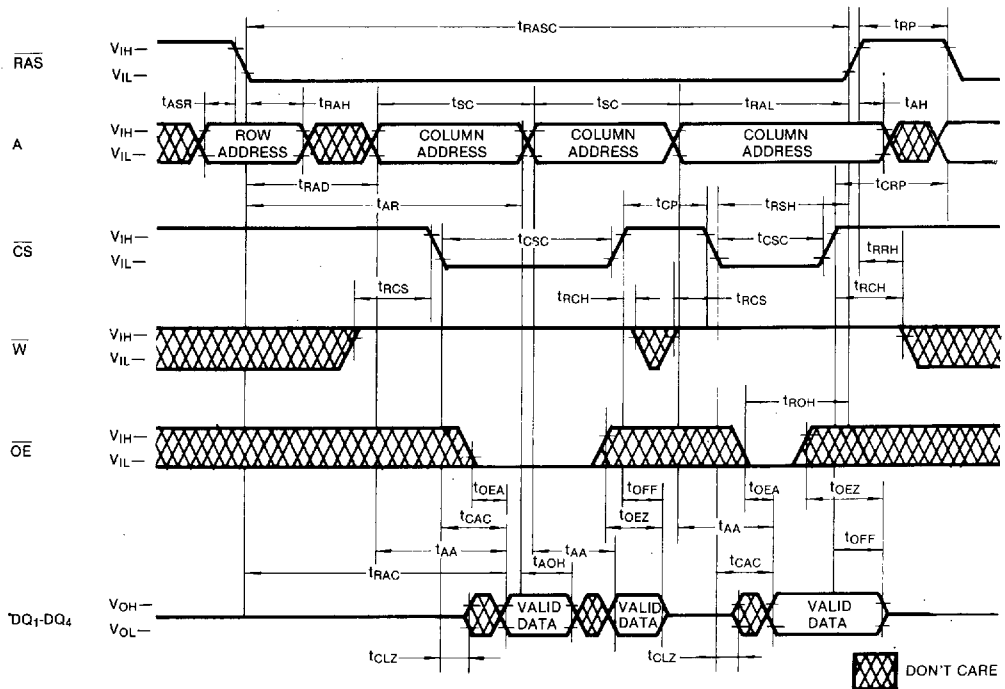 tRASC tRP
RAS VIH
VIL
tASR tRAH tSC tSC tRAL tAH
A VIH
VIL
ROW ADDRESS
COLUMN ADDRESS
COLUMN ADDRESS
COLUMN ADDRESS
tRAD tCRP
tAR tCP tRSH
CS VIH
VIL
tCSC tCSC tRRH
tRCS tRCH tRCS tRCH
W VIH
VIL
tROH
OE VIH
VIL
tOEA tOFF tOEA tOEZ
tCAC tOEZ
tAA tAA tAA tOFF
tRAC tAOH tCAC
DQ1-DQ4 VOH
VOL
VALID DATA
VALID DATA
VALID DATA
tCLZ tCLZ
DON'T CARE